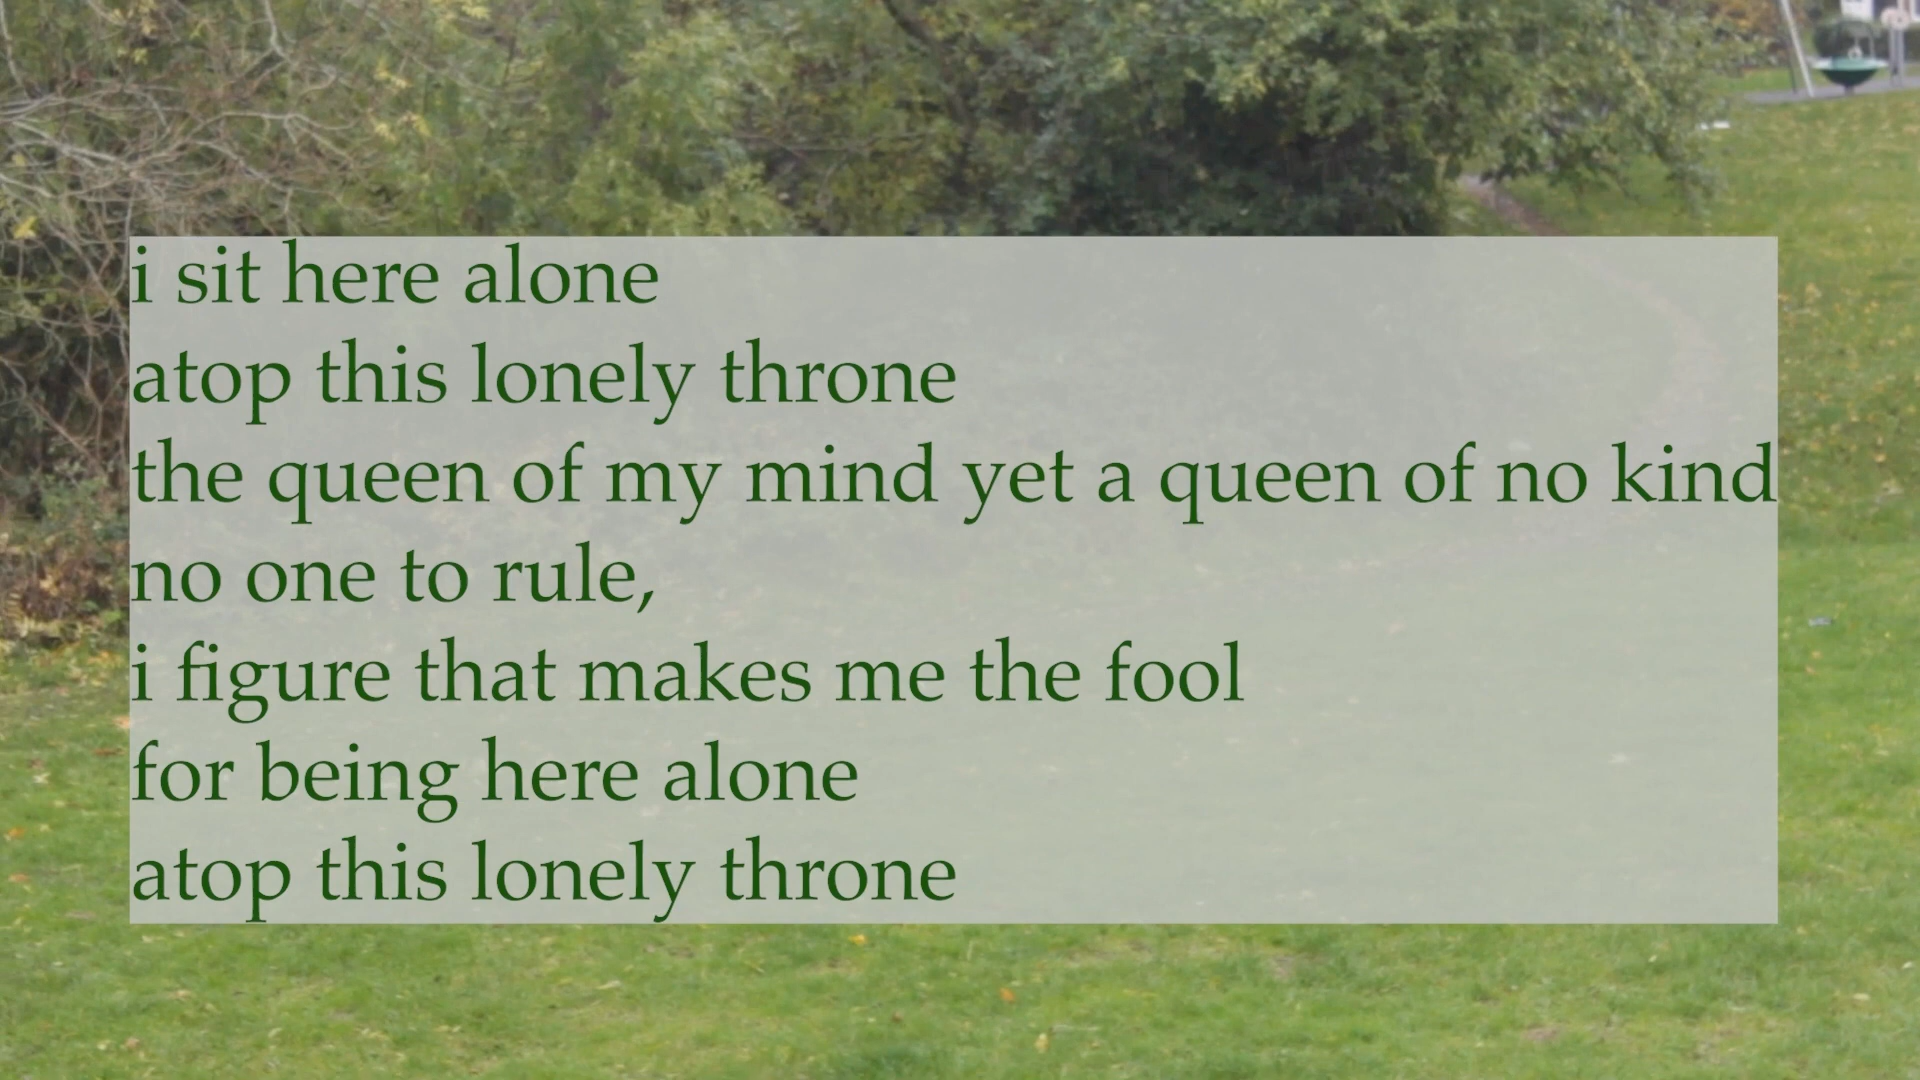 i sit here alone
atop this lonely throne
the queen of my mind yet a queen of no kind
no one to rule,
i figure that makes me the fool
for being here alone
atop this lonely throne